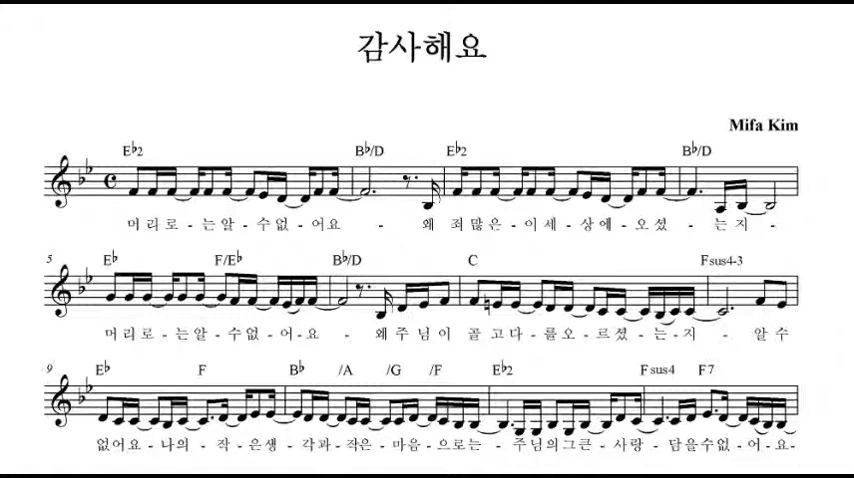 감사해요
Mifa Kim
E♭2 B♭/D E♭2 B♭/D
머리로-는알-수없-어요 - 왜 죄많은-이세-상에-오셨 -는지-
5 E♭ F/E♭ B♭/D C Fsus4-3
머리로-는알-수없-어-요 - 왜주님이 골고다-를오-르셨-는-지 - 알수
9 E♭ F B♭ /A /G /F E♭2 Fsus4 F7
없어요-나의-작-은생-각과-작은-마음-으로는-주님의그큰-사랑-담을수없-어-요-